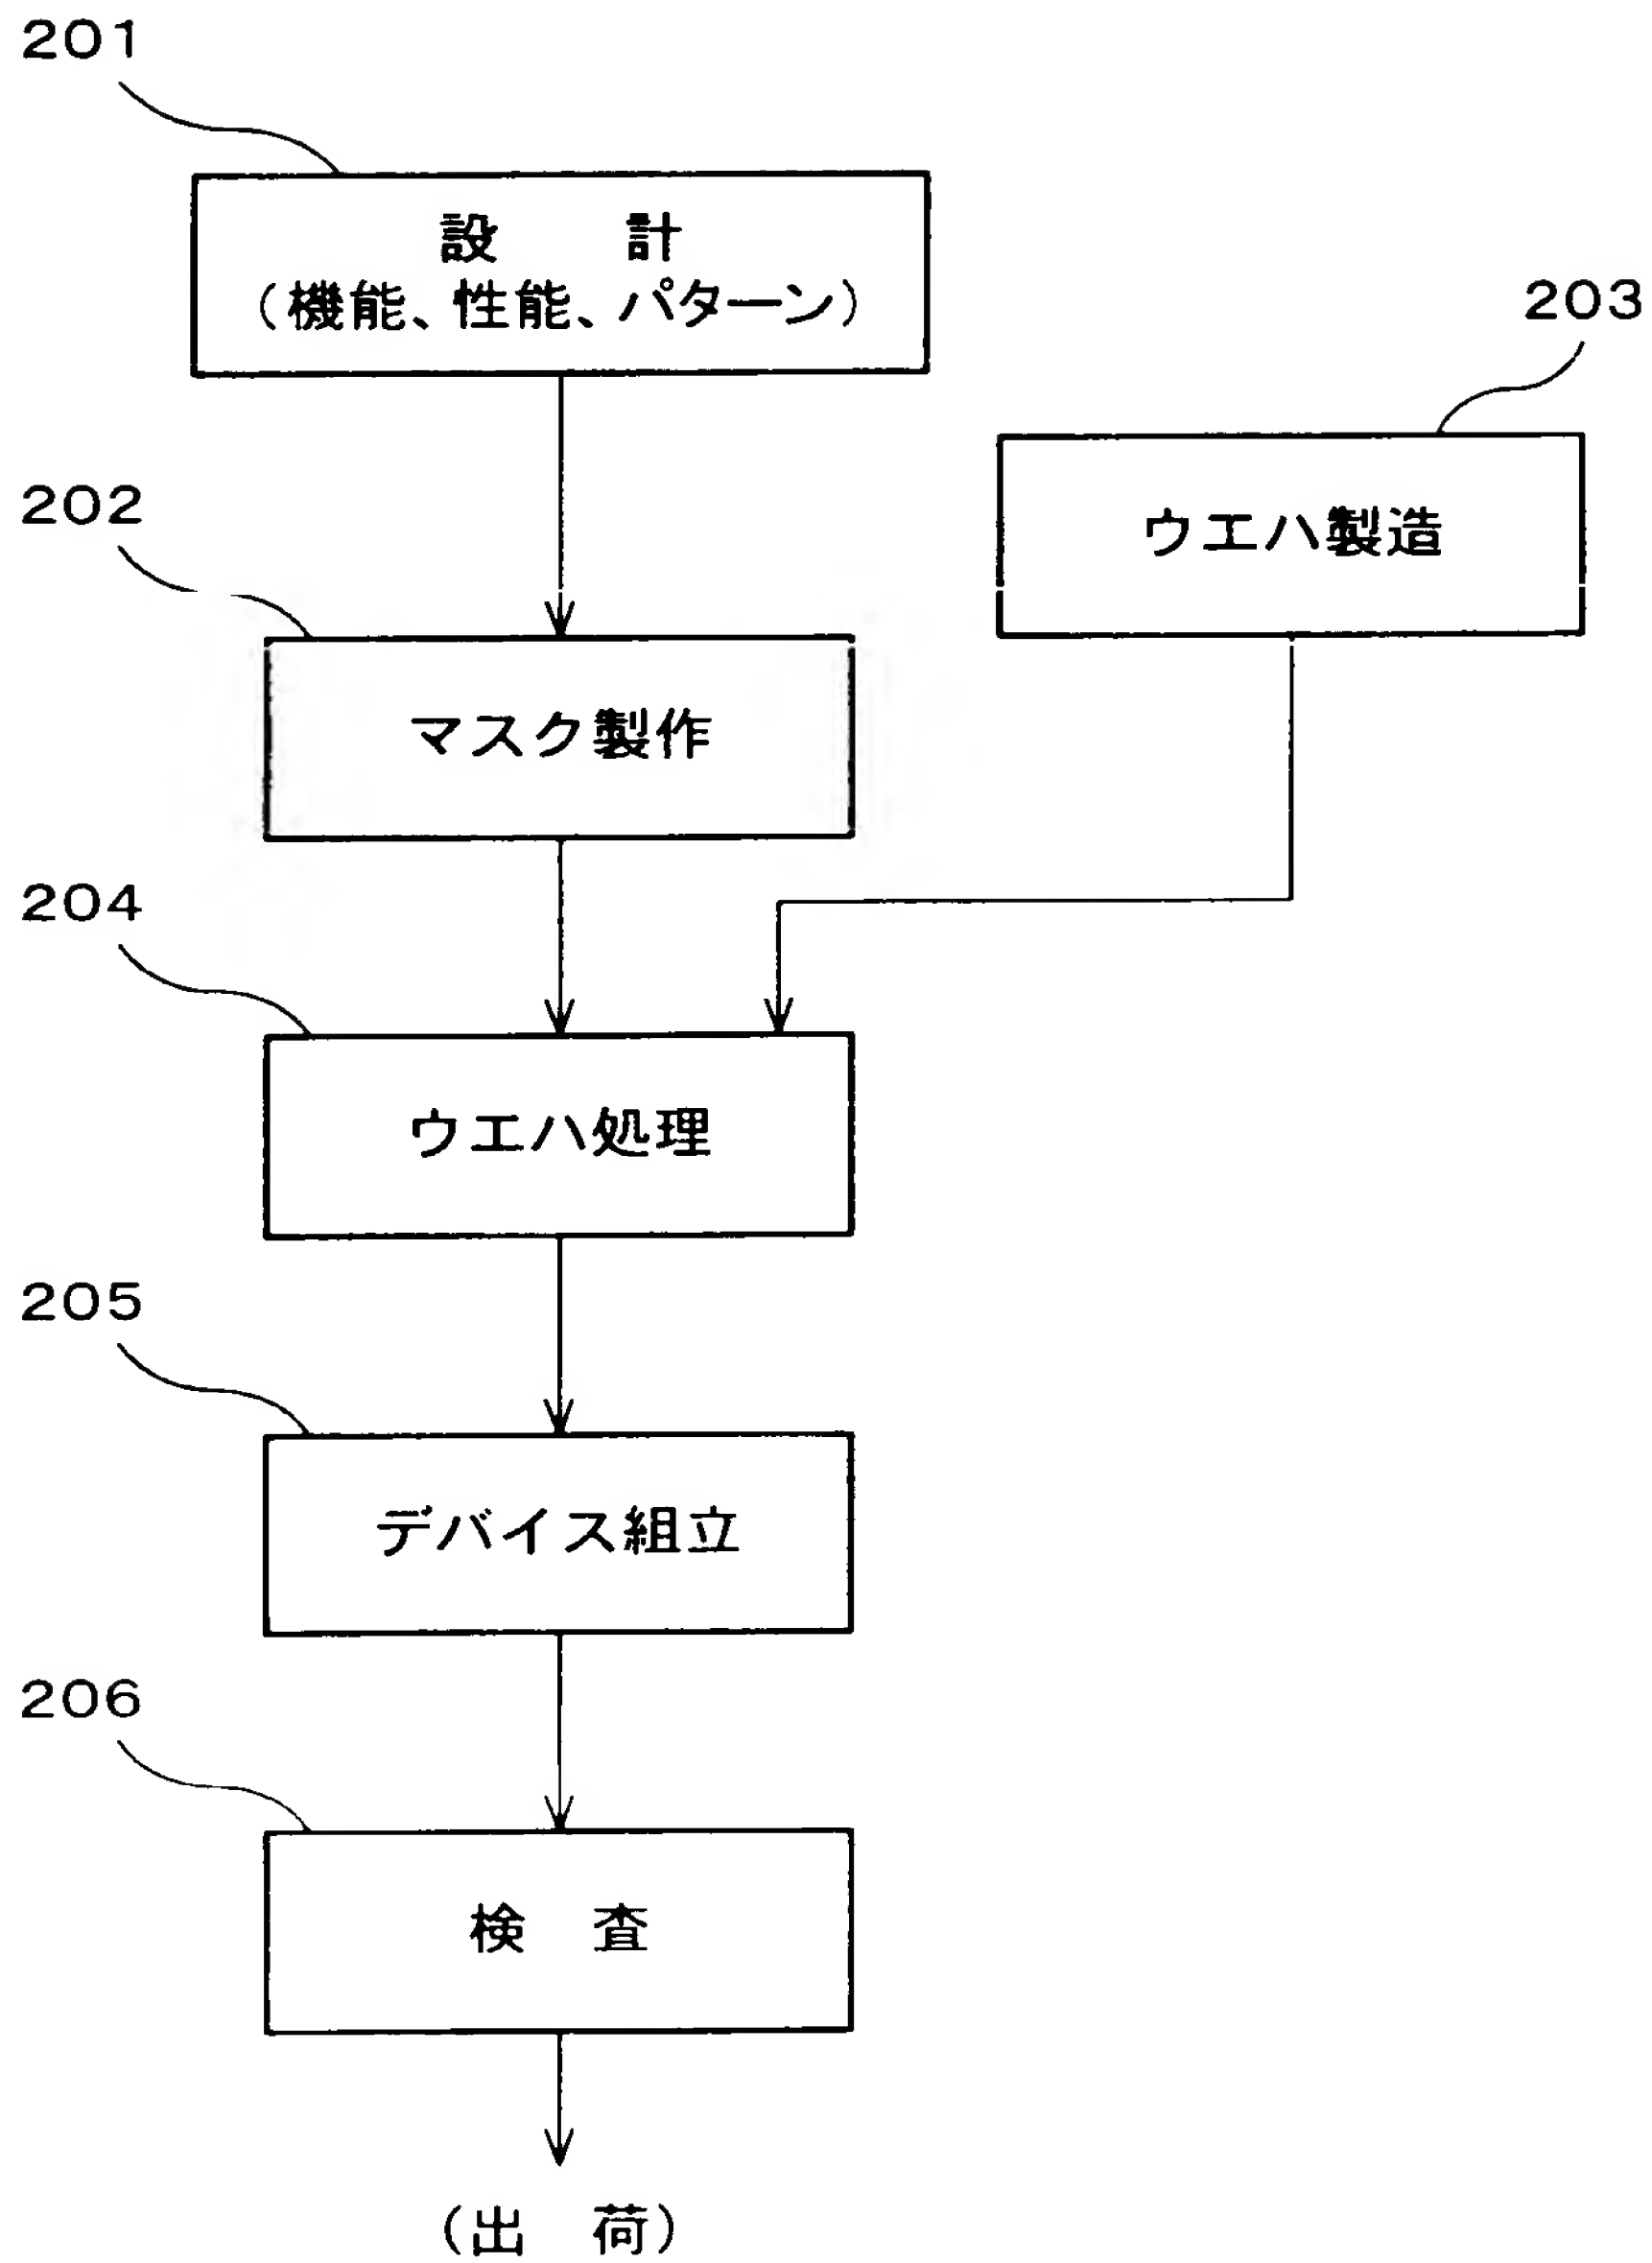 201
設 計
(機能、性能、パターン)
203
ウエハ製造
202
マスク製作
204
ウエハ処理
205
デバイス組立
206
検 査
(出 荷)